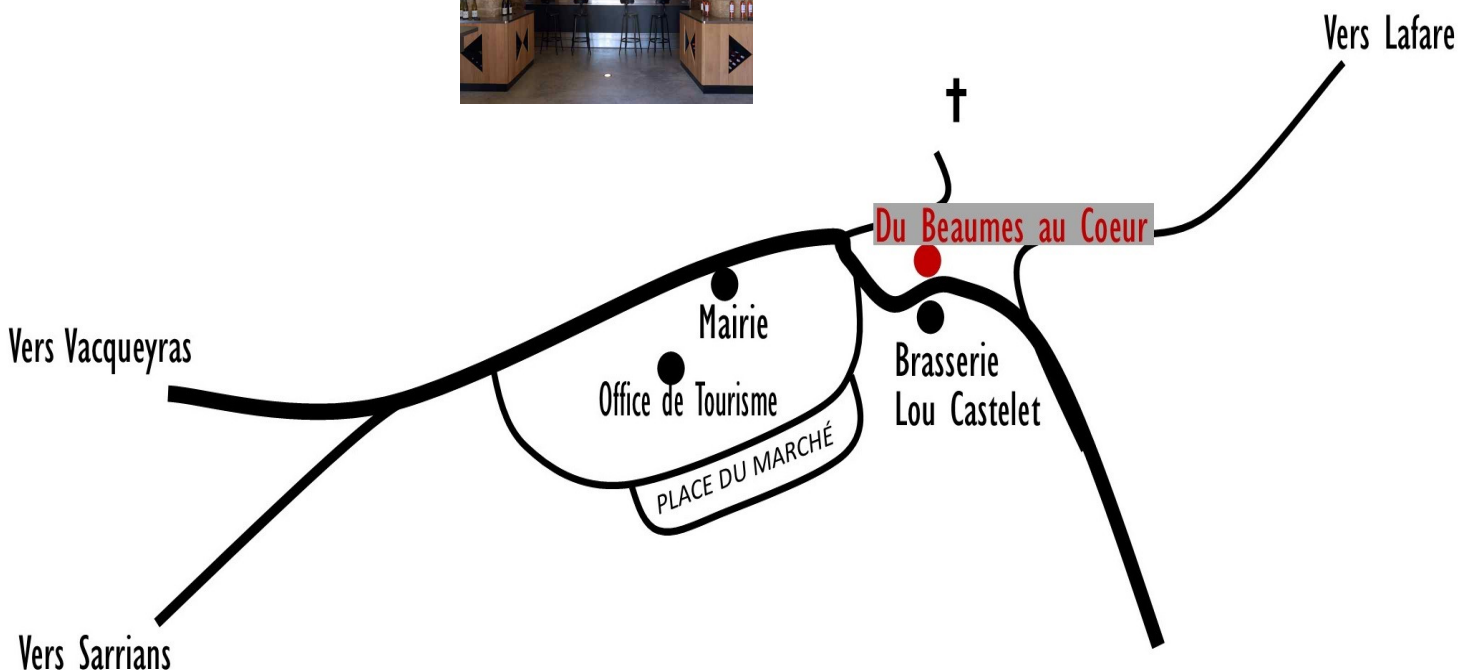 Vers Lafare
Du Beaumes au Coeur
Mairie
Vers Vacqueyras
Brasserie
Lou Castelet
Office de Tourisme
PLACE DU MARCHÉ
Vers Sarrians